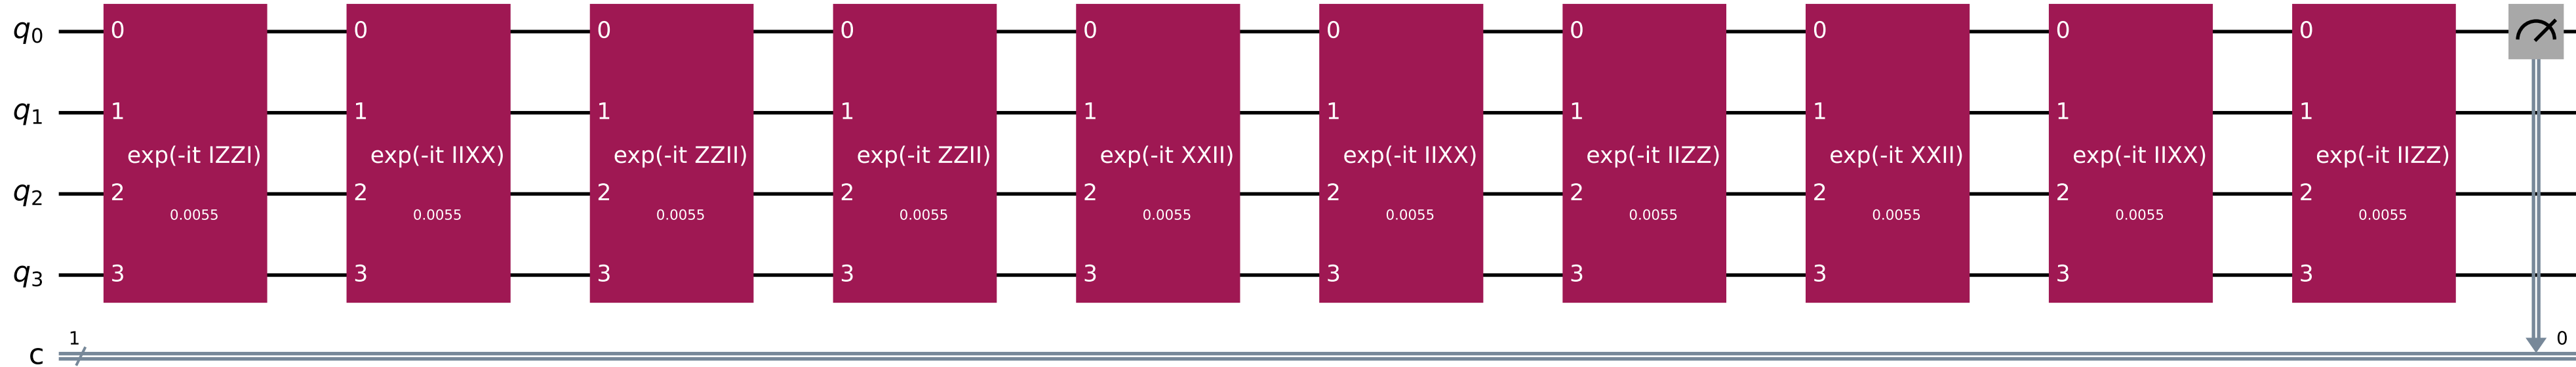 q0 0 0 0 0 0 0 0 0 0 0
q1 1 1 1 1 1 1 1 1 1 1
exp(-it IZZI) exp(-it IIXX) exp(-it ZZII) exp(-it ZZII) exp(-it XXII) exp(-it IIXX) exp(-it IIZZ) exp(-it XXII) exp(-it IIXX) exp(-it IIZZ)
q2 2 2 2 2 2 2 2 2 2 2
0.0055 0.0055 0.0055 0.0055 0.0055 0.0055 0.0055 0.0055 0.0055 0.0055
q3 3 3 3 3 3 3 3 3 3 3
1 0
c